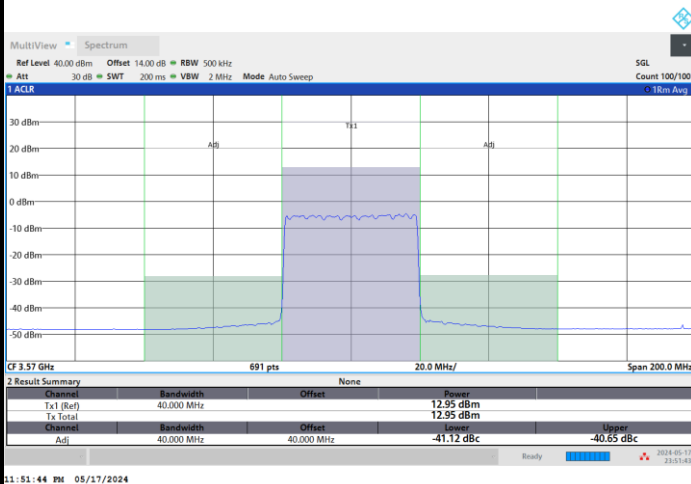 MultiView Spectrum
Ref Level 40.00 dBm Offset 14.00 dB RBW 500 kHz SGL
Att 30 dB SWT 200 ms VBW 2 MHz Mode Auto Sweep Count 100/100
1 ACLR 1Rm Avg
30 dBm
Tx1
20 dBm
Adj Adj
10 dBm
0 dBm
-10 dBm
-20 dBm
-30 dBm
-40 dBm
-50 dBm
CF 3.57 GHz 691 pts 20.0 MHz/ Span 200.0 MHz
2 Result Summary None
Channel Bandwidth Offset Power
Tx1 (Ref) 40.000 MHz 12.95 dBm
Tx Total 12.95 dBm
Channel Bandwidth Offset Lower Upper
Adj 40.000 MHz 40.000 MHz -41.12 dBc -40.65 dBc
Ready 2024-05-17
23:51:43
11:51:44 PM 05/17/2024